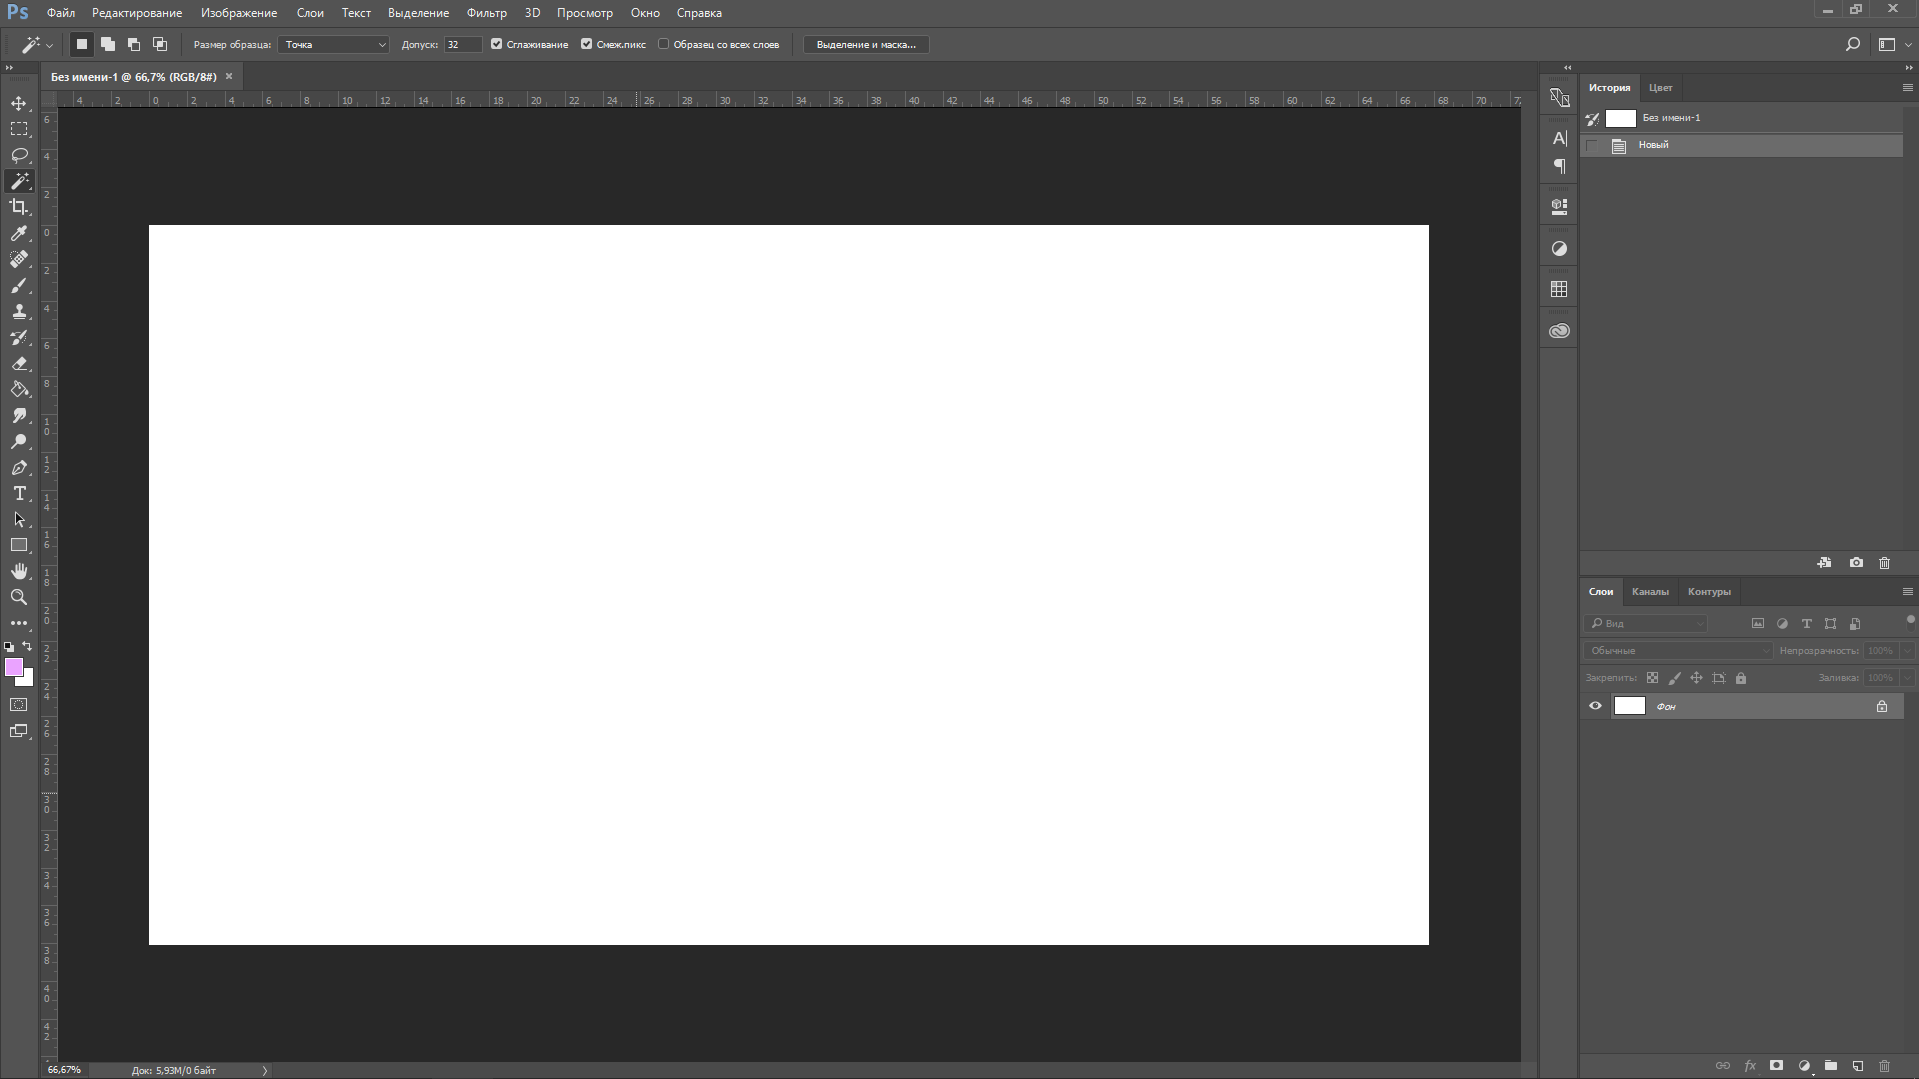 Ps Файл Редактирование Изображение Слои Текст Выделение Фильтр 3D Просмотр Окно Справка
Размер образца: Точка Допуск: 32 Сглаживание Смеж.пикс Образец со всех слоев Выделение и маска...
Без имени-1 @ 66,7% (RGB/8#)
4 2 0 2 4 6 8 10 12 14 16 18 20 22 24 26 28 30 32 34 36 38 40 42 44 46 48 50 52 54 56 58 60 62 64 66 68 70
6
4
2
0
2
4
6
8
10
12
14
16
18
20
22
24
26
28
30
32
34
36
38
40
42
История Цвет
Без имени-1
Новый
Слои Каналы Контуры
Вид
Обычные Непрозрачность: 100%
Закрепить: Заливка: 100%
Фон
fx
66,67% Док: 5,93M/0 байт